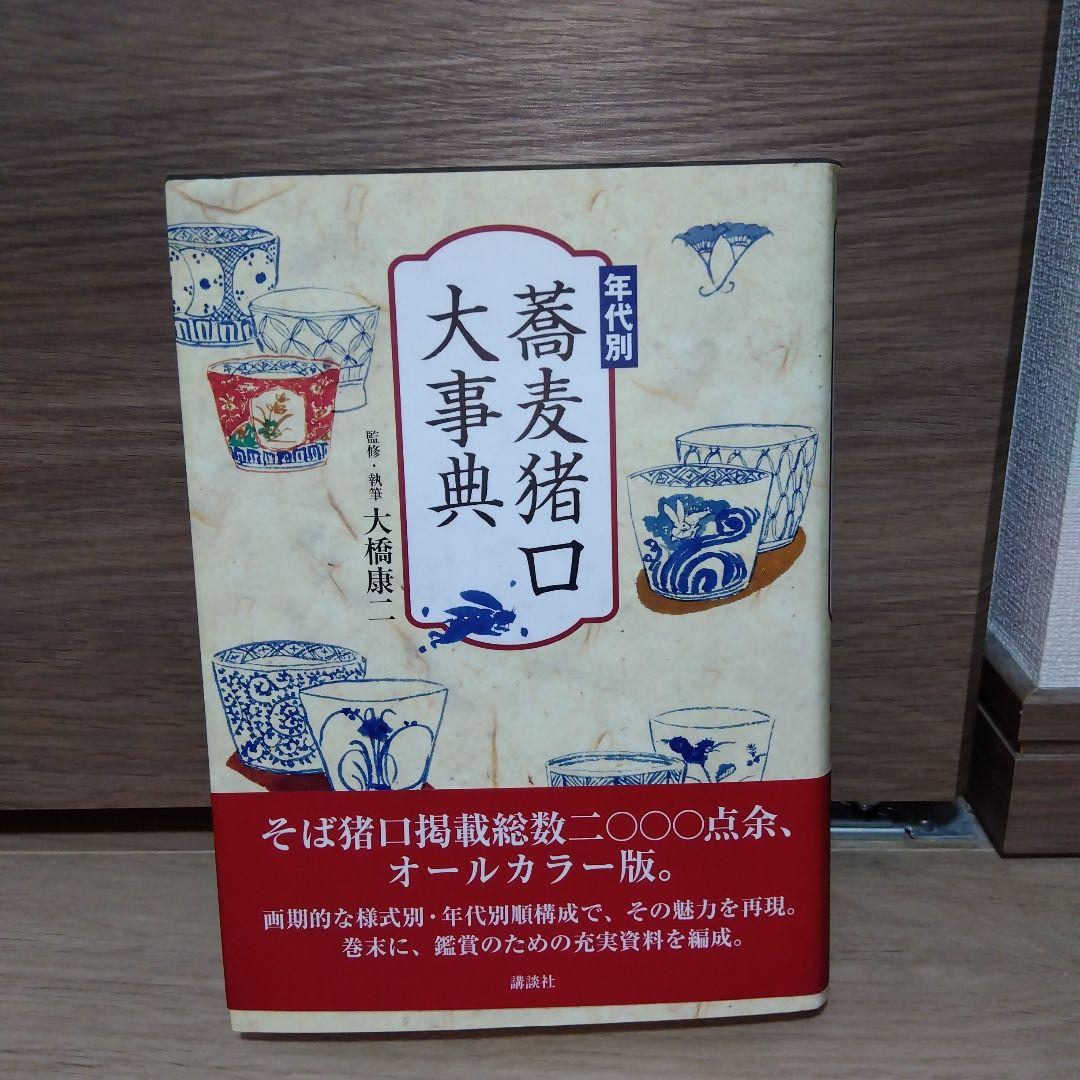 年代別
蕎麦猪口
大事典
監修・執筆 大橋康二
そば猪口掲載総数二〇〇〇点余、
オールカラー版。
画期的な様式別・年代別順構成で、その魅力を再現。
巻末に、鑑賞のための充実資料を編成。
講談社